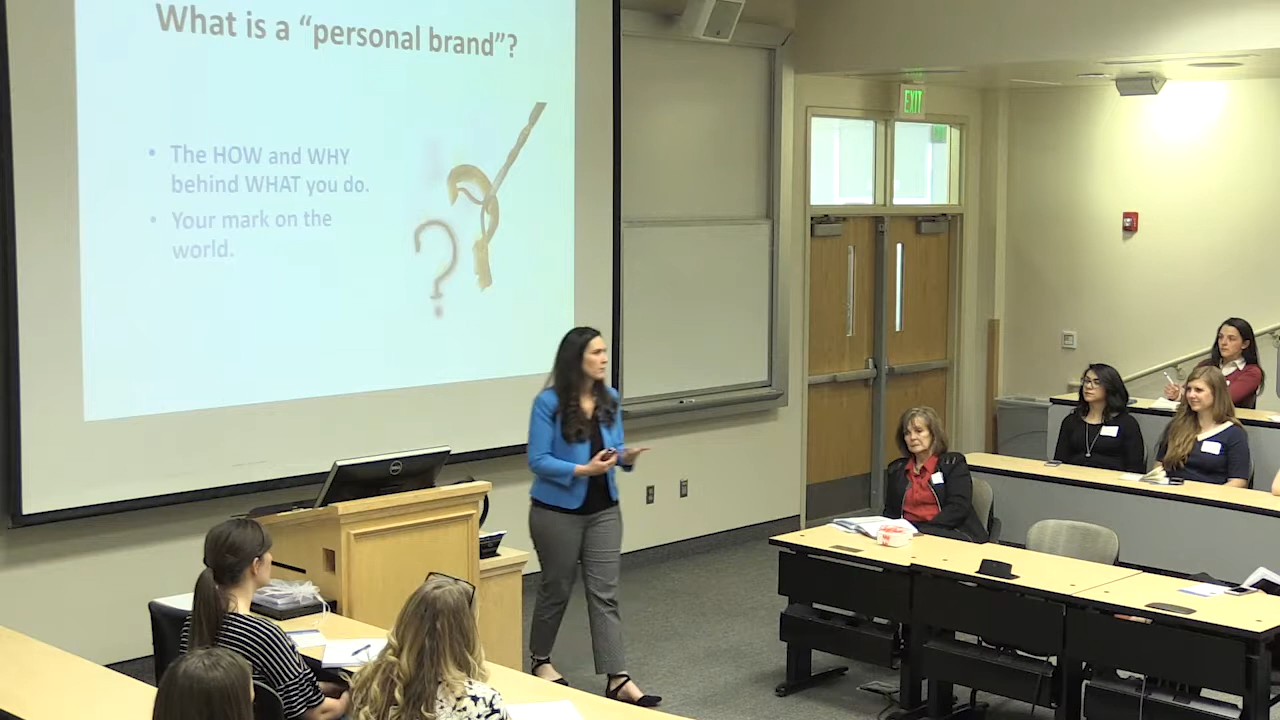 What is a “personal brand”?
• The HOW and WHY
behind WHAT you do.
• Your mark on the
world.
EXIT
DELL